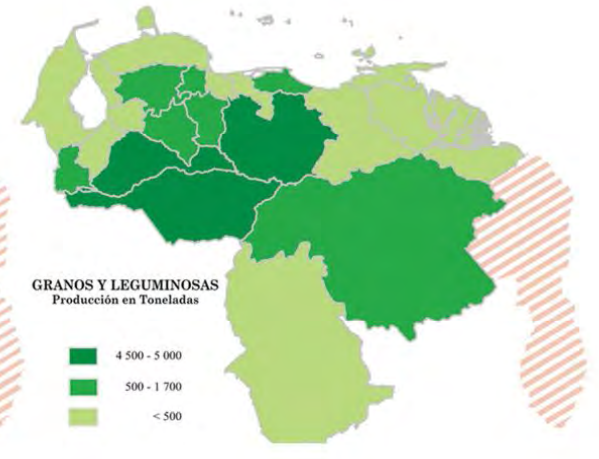 GRANOS Y LEGUMINOSAS
Producción en Toneladas
4 500 - 5 000
500 - 1 700
< 500